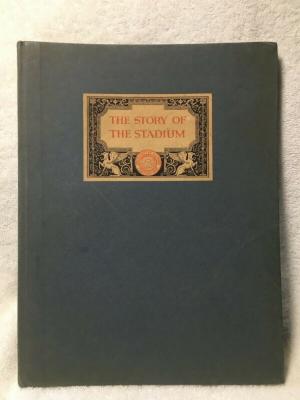 THE STORY OF
THE STADIUM